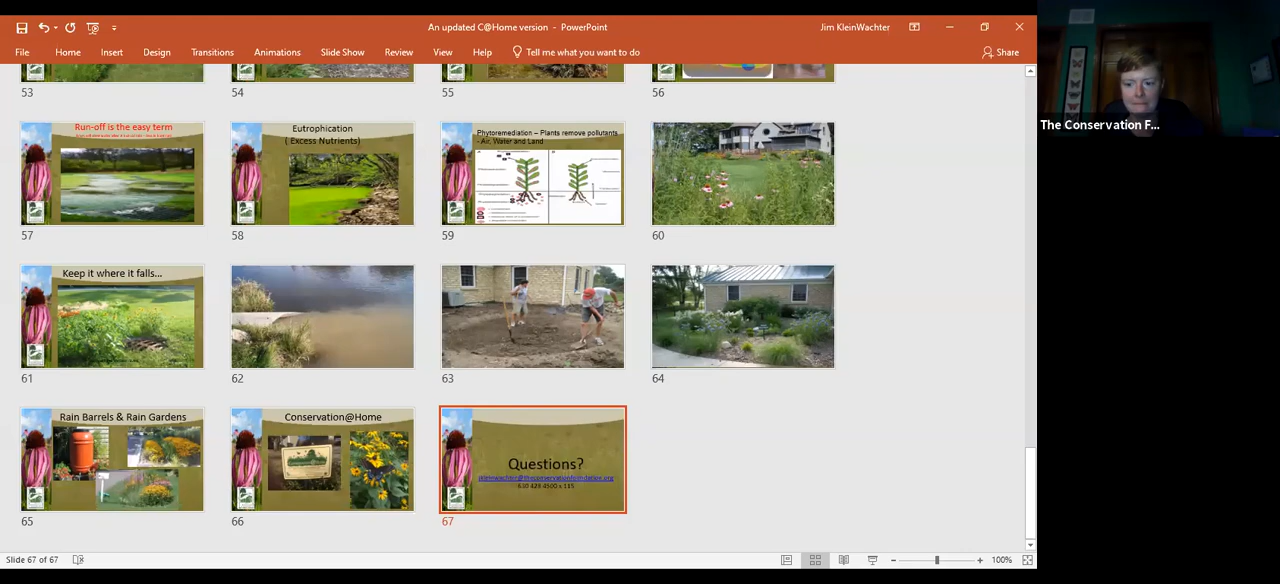 An updated C@Home version - PowerPoint
Jim KleinWachter
File Home Insert Design Transitions Animations Slide Show Review View Help Tell me what you want to do
Share
The Conservation F...
53 54 55 56
Run-off is the easy term
Eutrophication
( Excess Nutrients)
Phytoremediation – Plants remove pollutants
- Air, Water and Land
57 58 59 60
Keep it where it falls...
61 62 63 64
Rain Barrels & Rain Gardens
Conservation@Home
Questions?
65 66 67
Slide 67 of 67
100%